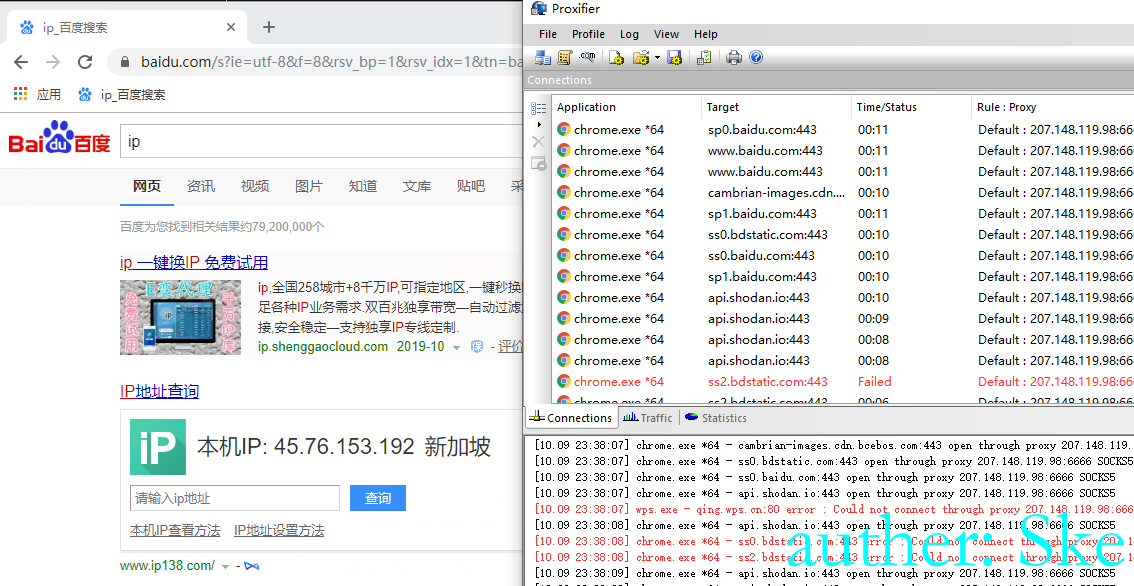 ip_百度搜索
baidu.com/s?ie=utf-8&f=8&rsv_bp=1&rsv_idx=1&tn=ba
应用 ip_百度搜索
Bai du 百度
ip
网页 资讯 视频 图片 知道 文库 贴吧 采
百度为您找到相关结果约79,200,000个
ip 一键换IP 免费试用
E变代理
ip,全国258城市+8千万IP,可指定地区,一键秒换
足各种IP业务需求.双百兆独享带宽—自动过滤
接,安全稳定—支持独享IP专线定制.
ip.shenggaocloud.com 2019-10 保 - 评价
IP地址查询
iP
本机IP: 45.76.153.192 新加坡
请输入ip地址 查询
本机IP查看方法 IP地址设置方法
www.ip138.com/ -
Proxifier
File Profile Log View Help
Connections
Application Target Time/Status Rule : Proxy
chrome.exe *64 sp0.baidu.com:443 00:11 Default : 207.148.119.98:66
chrome.exe *64 www.baidu.com:443 00:11 Default : 207.148.119.98:66
chrome.exe *64 www.baidu.com:443 00:11 Default : 207.148.119.98:66
chrome.exe *64 cambrian-images.cdn.... 00:10 Default : 207.148.119.98:66
chrome.exe *64 sp1.baidu.com:443 00:11 Default : 207.148.119.98:66
chrome.exe *64 ss0.bdstatic.com:443 00:10 Default : 207.148.119.98:66
chrome.exe *64 ss0.baidu.com:443 00:10 Default : 207.148.119.98:66
chrome.exe *64 sp1.baidu.com:443 00:10 Default : 207.148.119.98:66
chrome.exe *64 api.shodan.io:443 00:10 Default : 207.148.119.98:66
chrome.exe *64 api.shodan.io:443 00:09 Default : 207.148.119.98:66
chrome.exe *64 api.shodan.io:443 00:08 Default : 207.148.119.98:66
chrome.exe *64 api.shodan.io:443 00:08 Default : 207.148.119.98:66
chrome.exe *64 ss2.bdstatic.com:443 Failed Default : 207.148.119.98:66
chrome.exe *64 ss2.bdstatic.com:443 00:06 Default : 207.148.119.98:66
Connections Traffic Statistics
[10.09 23:38:07] chrome.exe *64 - cambrian-images.cdn.bcebos.com:443 open through proxy 207.148.119.
[10.09 23:38:07] chrome.exe *64 - ss0.bdstatic.com:443 open through proxy 207.148.119.98:6666 SOCKS5
[10.09 23:38:07] chrome.exe *64 - ss0.baidu.com:443 open through proxy 207.148.119.98:6666 SOCKS5
[10.09 23:38:07] chrome.exe *64 - api.shodan.io:443 open through proxy 207.148.119.98:6666 SOCKS5
[10.09 23:38:07] wps.exe - qing.wps.cn:80 error : Could not connect through proxy 207.148.119.98:666
[10.09 23:38:08] chrome.exe *64 - api.shodan.io:443 open through proxy 207.148.119.98:6666 SOCKS5
[10.09 23:38:08] chrome.exe *64 - ss0.bdstatic.com:443 error : Could not connect through proxy 207.1
[10.09 23:38:08] chrome.exe *64 - ss2.bdstatic.com:443 error : Could not connect through proxy 207.1
[10.09 23:38:09] chrome.exe *64 - api.shodan.io:443 open through proxy 207.148.119.98:6666 SOCKS5
auther: Ske